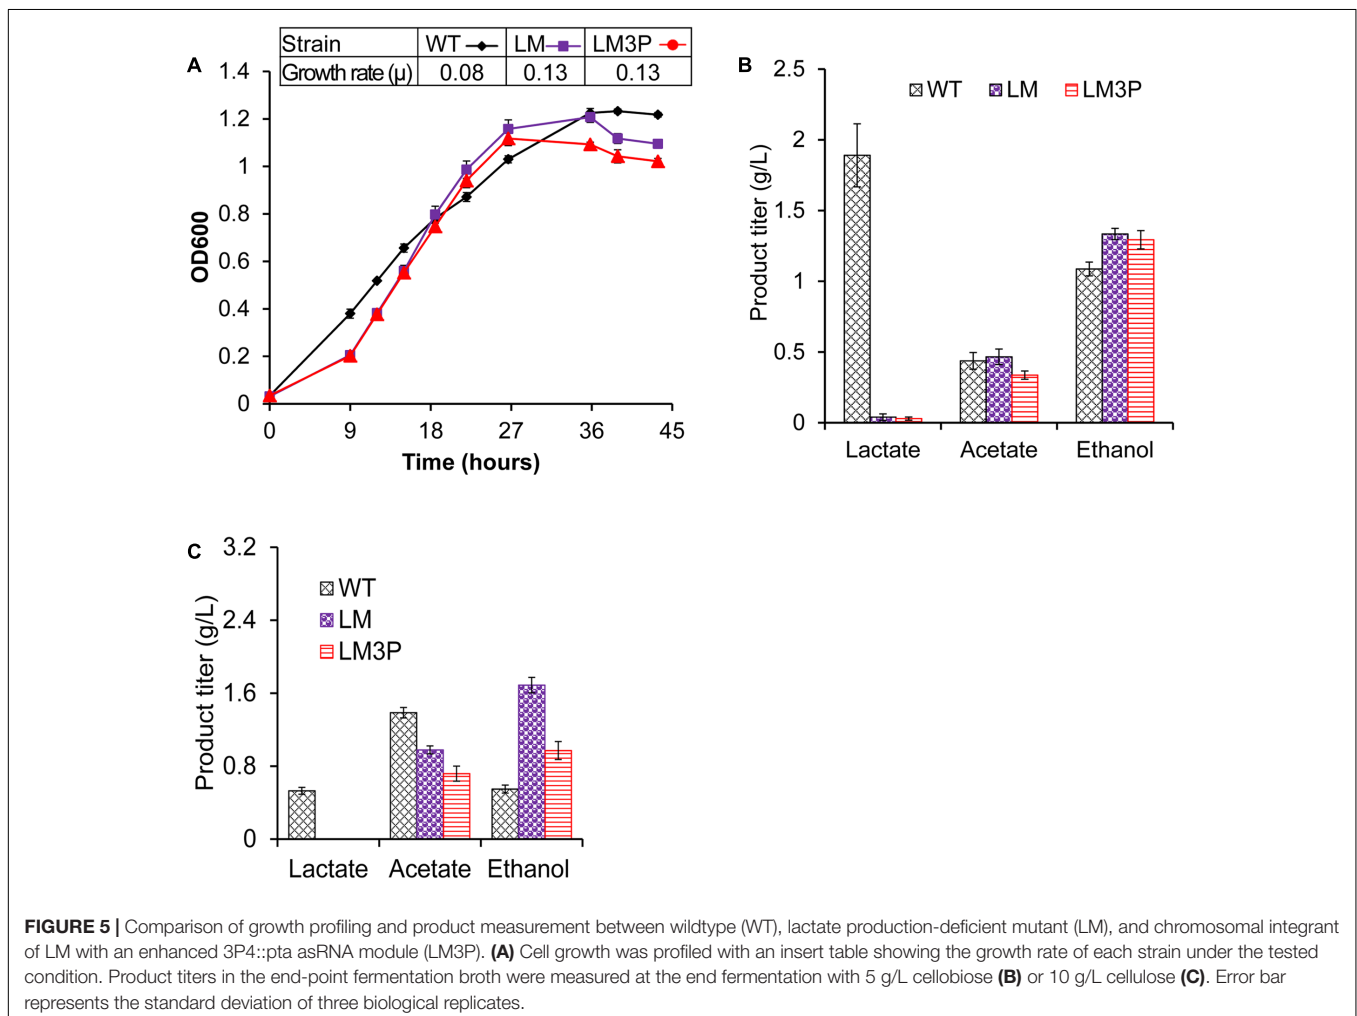 Strain WT LM LM3P
Growth rate (μ) 0.08 0.13 0.13
A
1.4
1.2
1
0.8
0.6
0.4
0.2
0
OD600
0 9 18 27 36 45
Time (hours)
B
2.5
2
1.5
1
0.5
0
Product titer (g/L)
WT LM LM3P
Lactate Acetate Ethanol
C
3.2
2.4
1.6
0.8
0
Product titer (g/L)
WT
LM
LM3P
Lactate Acetate Ethanol
FIGURE 5 | Comparison of growth profiling and product measurement between wildtype (WT), lactate production-deficient mutant (LM), and chromosomal integrant
of LM with an enhanced 3P4::pta asRNA module (LM3P). (A) Cell growth was profiled with an insert table showing the growth rate of each strain under the tested
condition. Product titers in the end-point fermentation broth were measured at the end fermentation with 5 g/L cellobiose (B) or 10 g/L cellulose (C). Error bar
represents the standard deviation of three biological replicates.